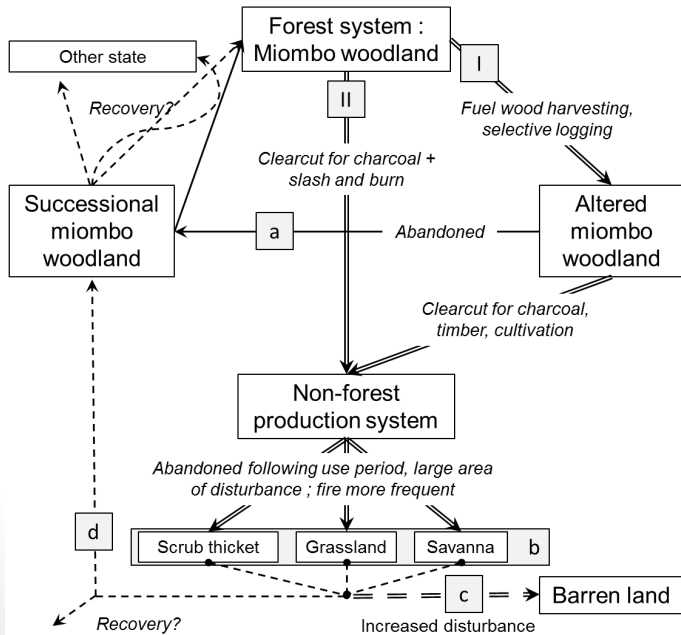 Forest system :
Miombo woodland
Other state
I
II
Recovery?
Fuel wood harvesting,
selective logging
Clearcut for charcoal +
slash and burn
Successional
miombo
woodland
Altered
miombo
woodland
a
Abandoned
Clearcut for charcoal,
timber, cultivation
Non-forest
production system
Abandoned following use period, large area
of disturbance ; fire more frequent
d
Scrub thicket
Grassland
Savanna
b
c
Barren land
Recovery?
Increased disturbance